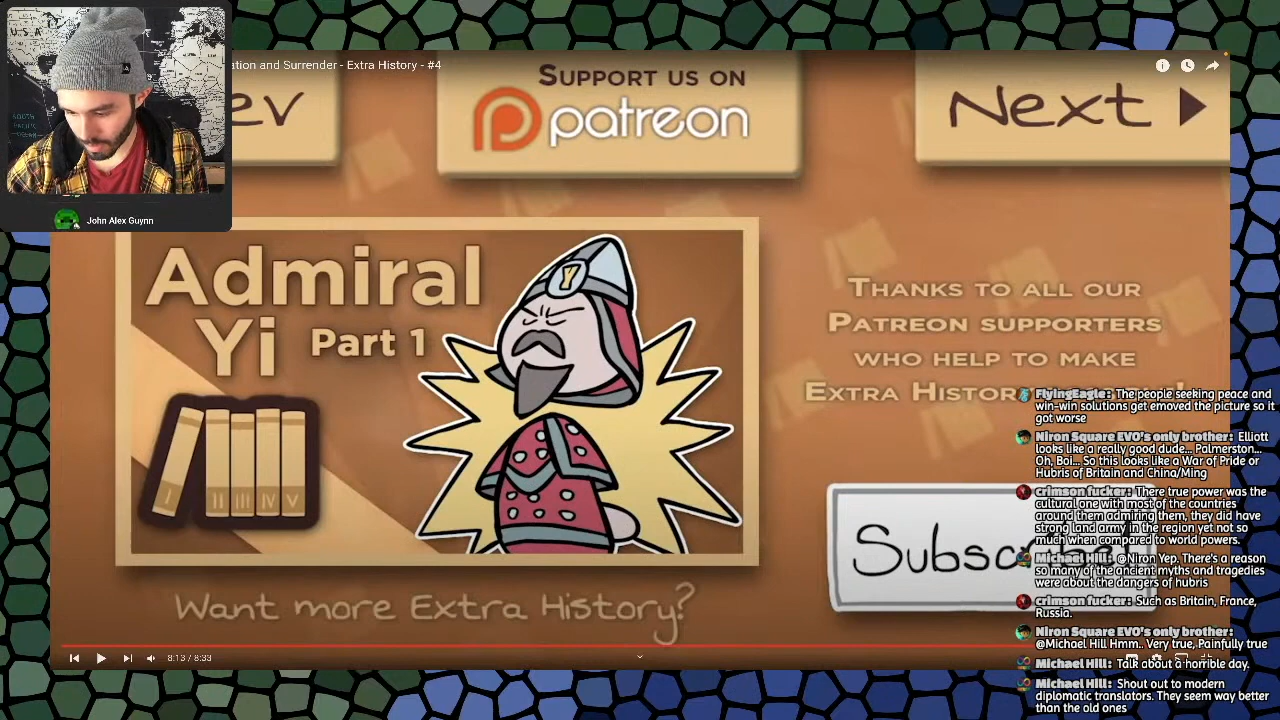 U.S.A
SOUTH
PACIFIC
OCEAN
John Alex Guynn
ation and Surrender - Extra History - #4
ev
Support us on
patreon
Next
Admiral
Yi Part 1
Y
I II III IV V
Thanks to all our
Patreon supporters
who help to make
Extra Histor
Want more Extra History?
Subscribe!
8:13 / 8:33
FlyingEagle: The people seeking peace and
win-win solutions get emoved the picture so it
got worse
Niron Square EVO's only brother: Elliott
looks like a really good dude... Palmerston...
Oh, Boi... So this looks like a War of Pride or
Hubris of Britain and China/Ming
crimson fucker: There true power was the
cultural one with most of the countries
around them admiring them, they did have
strong land army in the region yet not so
much when compared to world powers.
Michael Hill: @Niron Yep. There's a reason
so many of the ancient myths and tragedies
were about the dangers of hubris
crimson fucker: Such as Britain, France,
Russia.
Niron Square EVO's only brother:
@Michael Hill Hmm.. Very true, Painfully true
Michael Hill: Talk about a horrible day.
Michael Hill: Shout out to modern
diplomatic translators. They seem way better
than the old ones